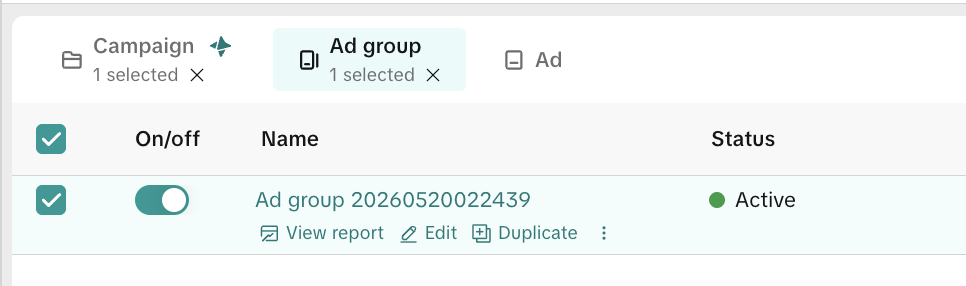 Campaign
1 selected
Ad group
1 selected
Ad
On/off Name Status
Ad group 20260520022439 Active
View report Edit Duplicate